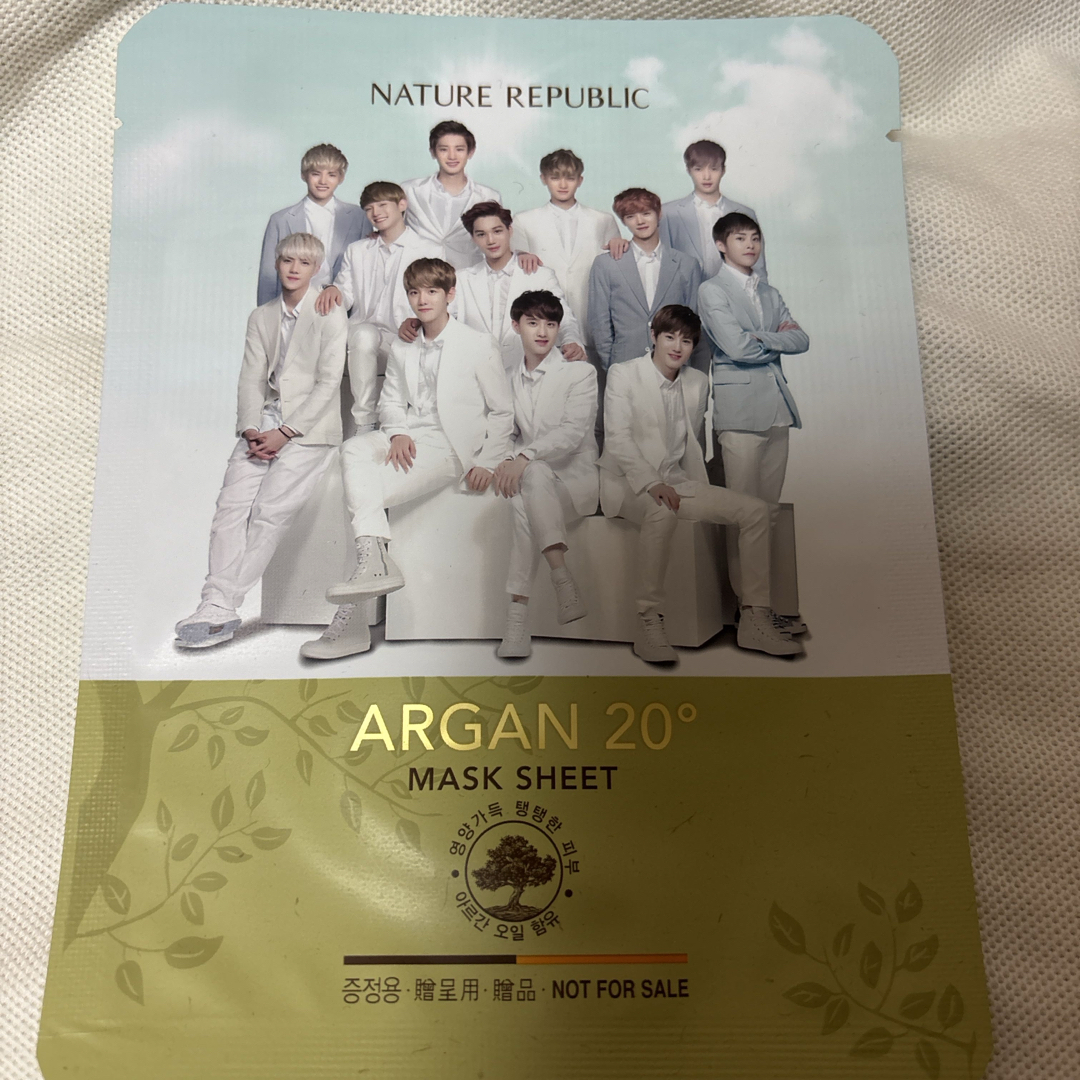 NATURE REPUBLIC
ARGAN 20°
MASK SHEET
영양가득 탱탱한 피부
• 아르간 오일 함유 •
증정용·贈呈用·贈品·NOT FOR SALE